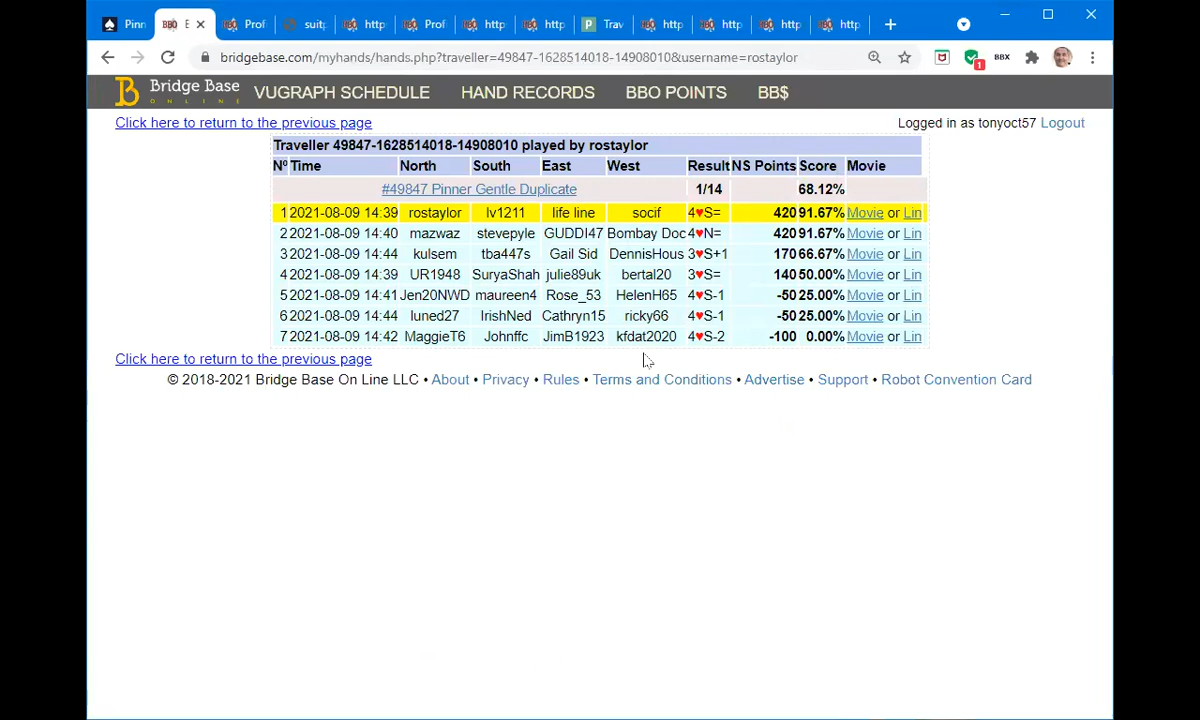 Pinn
E
Prof
suit
http
Prof
http
http
Trav
http
http
http
http
bridgebase.com/myhands/hands.php?traveller=49847-1628514018-14908010&username=rostaylor
1
BBX
Bridge Base
ONLINE
VUGRAPH SCHEDULE HAND RECORDS BBO POINTS BB$
Click here to return to the previous page
Logged in as tonyoct57 Logout
Traveller 49847-1628514018-14908010 played by rostaylor
Nº Time North South East West Result NS Points Score Movie
#49847 Pinner Gentle Duplicate 1/14 68.12%
1 2021-08-09 14:39 rostaylor lv1211 life line socif 4♥S= 420 91.67% Movie or Lin
2 2021-08-09 14:40 mazwaz stevepyle GUDDI47 Bombay Doc 4♥N= 420 91.67% Movie or Lin
3 2021-08-09 14:44 kulsem tba447s Gail Sid DennisHous 3♥S+1 170 66.67% Movie or Lin
4 2021-08-09 14:39 UR1948 SuryaShah julie89uk bertal20 3♥S= 140 50.00% Movie or Lin
5 2021-08-09 14:41 Jen20NWD maureen4 Rose_53 HelenH65 4♥S-1 -50 25.00% Movie or Lin
6 2021-08-09 14:44 luned27 IrishNed Cathryn15 ricky66 4♥S-1 -50 25.00% Movie or Lin
7 2021-08-09 14:42 MaggieT6 Johnffc JimB1923 kfdat2020 4♥S-2 -100 0.00% Movie or Lin
Click here to return to the previous page
© 2018-2021 Bridge Base On Line LLC • About • Privacy • Rules • Terms and Conditions • Advertise • Support • Robot Convention Card